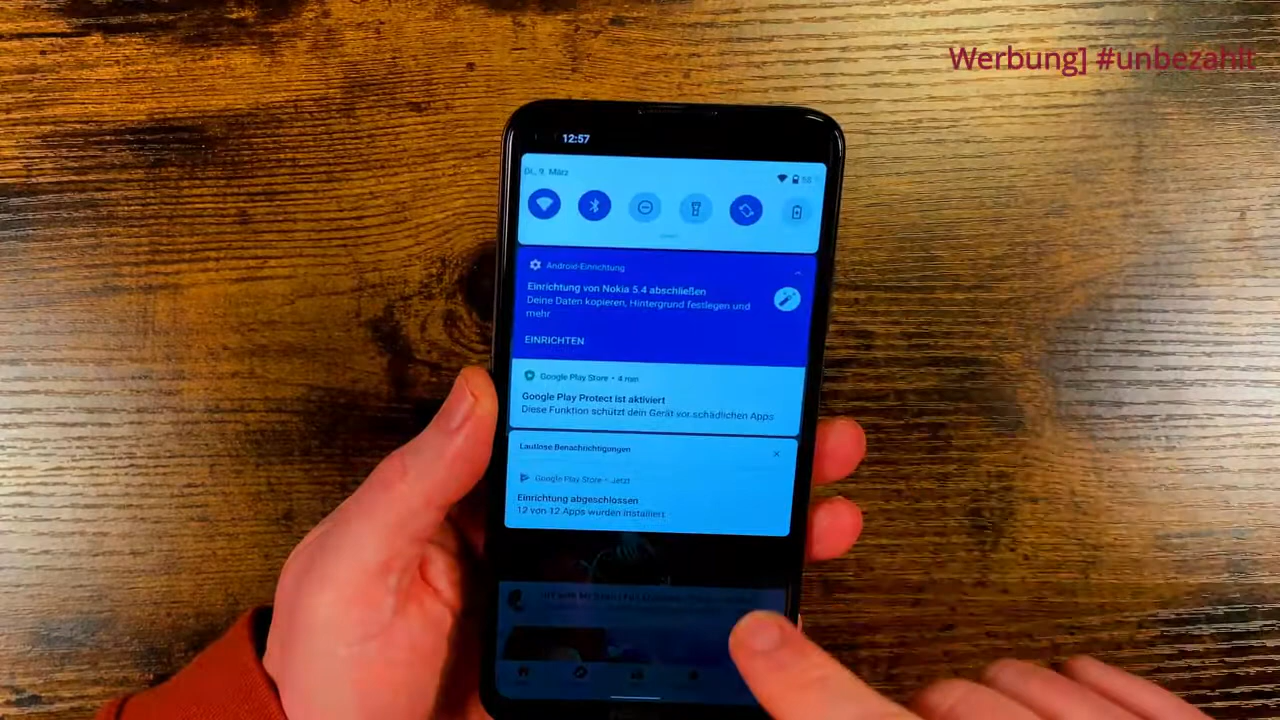 Werbung] #unbezahlt
12:57
Di., 9. März
58
Android-Einrichtung
Einrichtung von Nokia 5.4 abschließen
Deine Daten kopieren, Hintergrund festlegen und
mehr
EINRICHTEN
Google Play Store • 4 min
Google Play Protect ist aktiviert
Diese Funktion schützt dein Gerät vor schädlichen Apps
Lautlose Benachrichtigungen
Google Play Store • Jetzt
Einrichtung abgeschlossen
12 von 12 Apps wurden installiert.